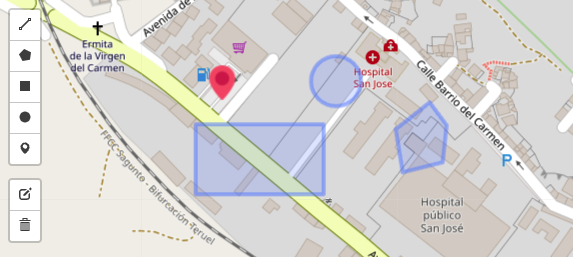 Avenida de
Ermita
de la Virgen
del Carmen
Hospital
San Jose
Calle Barrio del Carmen
P
FFCC Sagunto - Bifurcación Teruel
Hospital
público
San José